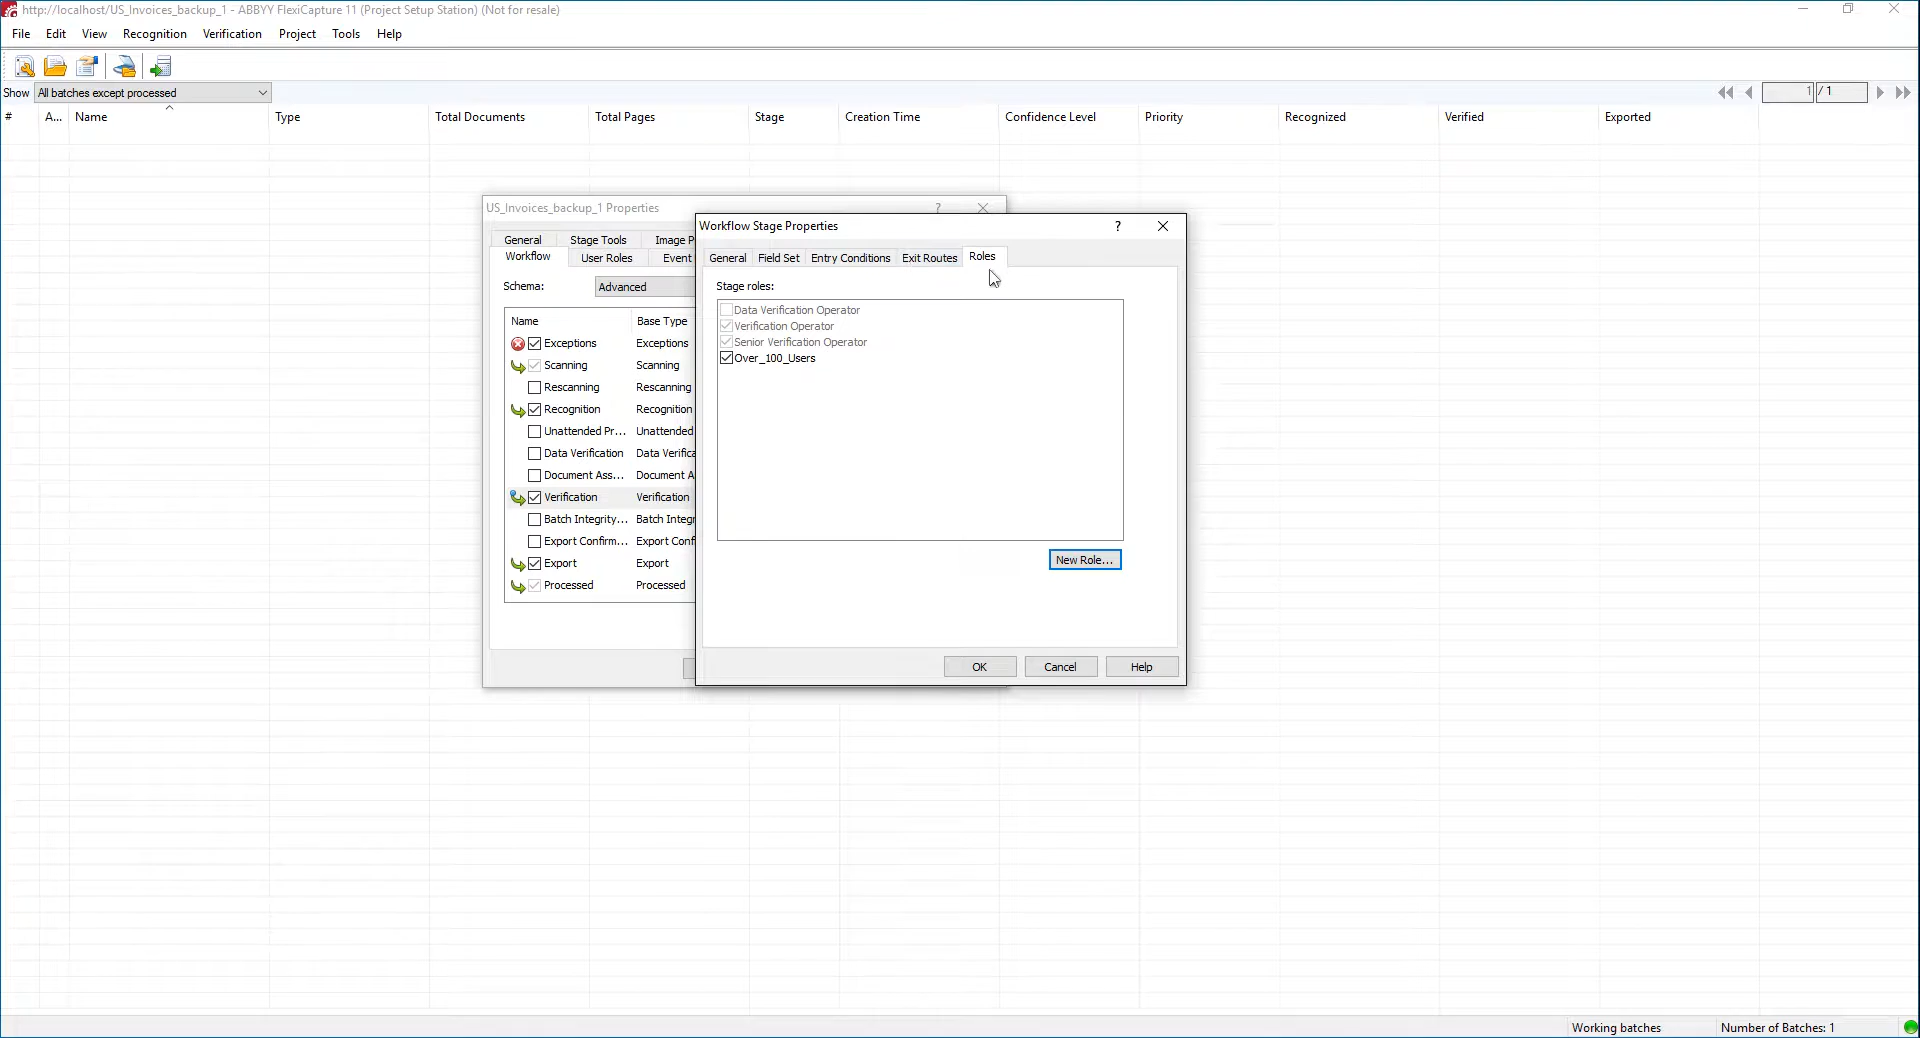 http://localhost/US_Invoices_backup_1 - ABBYY FlexiCapture 11 (Project Setup Station) (Not for resale)
File Edit View Recognition Verification Project Tools Help
Show All batches except processed 1 / 1
# A... Name Type Total Documents Total Pages Stage Creation Time Confidence Level Priority Recognized Verified Exported
US_Invoices_backup_1 Properties ?
General Stage Tools Image P
Workflow User Roles Event
Schema: Advanced
Name Base Type
Exceptions Exceptions
Scanning Scanning
Rescanning Rescanning
Recognition Recognition
Unattended Pr... Unattended
Data Verification Data Verifica
Document Ass... Document A
Verification Verification
Batch Integrity... Batch Integr
Export Confirm... Export Conf
Export Export
Processed Processed
Workflow Stage Properties ?
General Field Set Entry Conditions Exit Routes Roles
Stage roles:
Data Verification Operator
Verification Operator
Senior Verification Operator
Over_100_Users
New Role...
OK Cancel Help
Working batches Number of Batches: 1